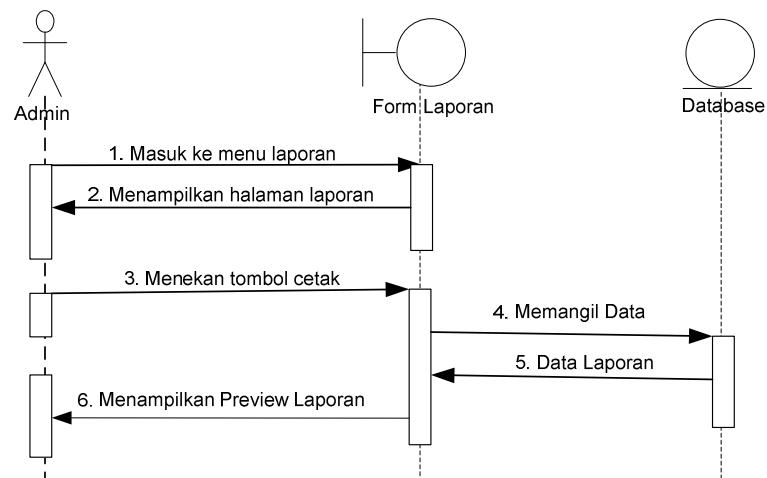 Admin
Form Laporan
Database
1. Masuk ke menu laporan
2. Menampilkan halaman laporan
3. Menekan tombol cetak
4. Memangil Data
5. Data Laporan
6. Menampilkan Preview Laporan